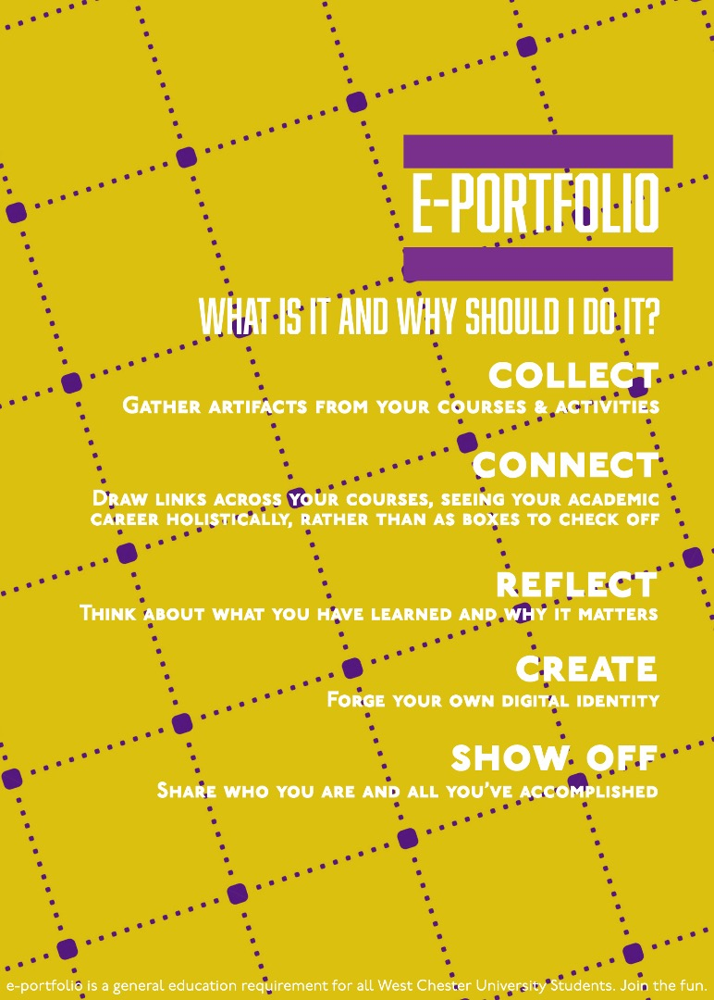 E-PORTFOLIO
WHAT IS IT AND WHY SHOULD I DO IT?
COLLECT
GATHER ARTIFACTS FROM YOUR COURSES & ACTIVITIES
CONNECT
DRAW LINKS ACROSS YOUR COURSES, SEEING YOUR ACADEMIC
CAREER HOLISTICALLY, RATHER THAN AS BOXES TO CHECK OFF
REFLECT
THINK ABOUT WHAT YOU HAVE LEARNED AND WHY IT MATTERS
CREATE
FORGE YOUR OWN DIGITAL IDENTITY
SHOW OFF
SHARE WHO YOU ARE AND ALL YOU'VE ACCOMPLISHED
e-portfolio is a general education requirement for all West Chester University Students. Join the fun.